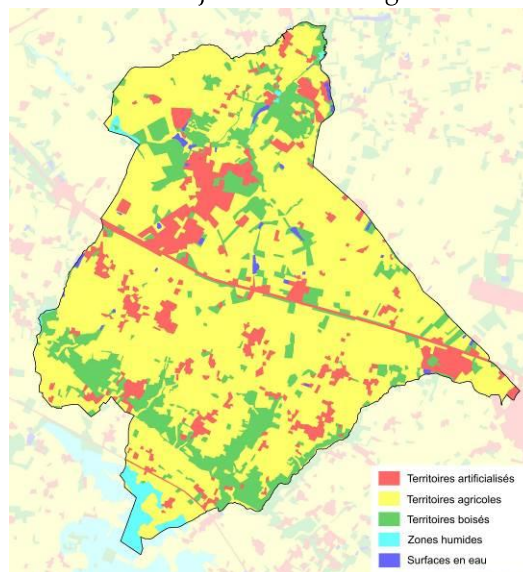 Territoires artificialisés
Territoires agricoles
Territoires boisés
Zones humides
Surfaces en eau